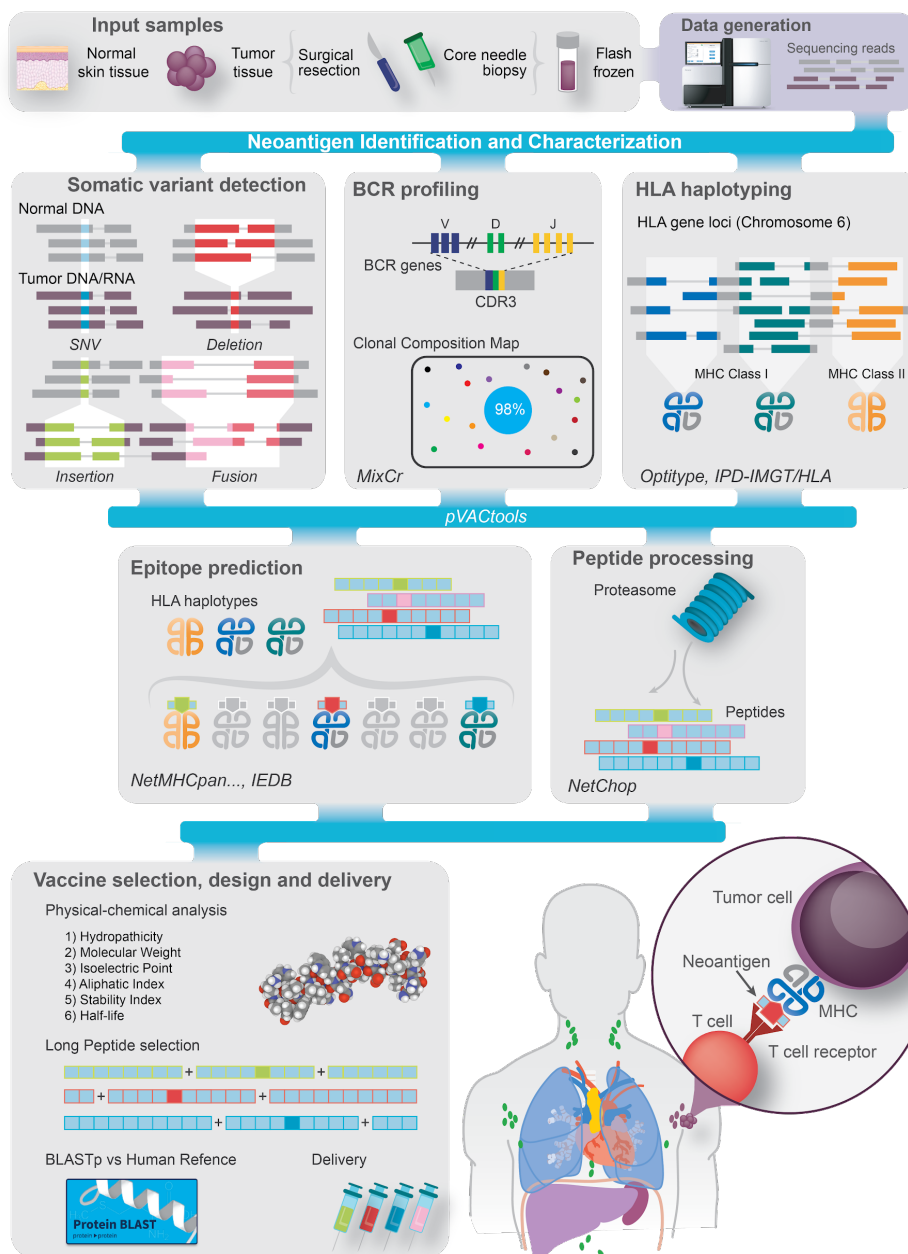 Input samples
Normal
skin tissue
Tumor
tissue
Surgical
resection
Core needle
biopsy
Flash
frozen
Data generation
Sequencing reads
Neoantigen Identification and Characterization
Somatic variant detection
Normal DNA
Tumor DNA/RNA
SNV
Deletion
Insertion
Fusion
BCR profiling
V D J
BCR genes
CDR3
Clonal Composition Map
98%
MixCr
HLA haplotyping
HLA gene loci (Chromosome 6)
MHC Class I
MHC Class II
Optitype, IPD-IMGT/HLA
pVACtools
Epitope prediction
HLA haplotypes
NetMHCpan..., IEDB
Peptide processing
Proteasome
Peptides
NetChop
Vaccine selection, design and delivery
Physical-chemical analysis
1) Hydropathicity
2) Molecular Weight
3) Isoelectric Point
4) Aliphatic Index
5) Stability Index
6) Half-life
Long Peptide selection
+ +
+ +
+ +
BLASTp vs Human Refence
Protein BLAST
protein ▸ protein
Delivery
Tumor cell
Neoantigen
MHC
T cell
T cell receptor